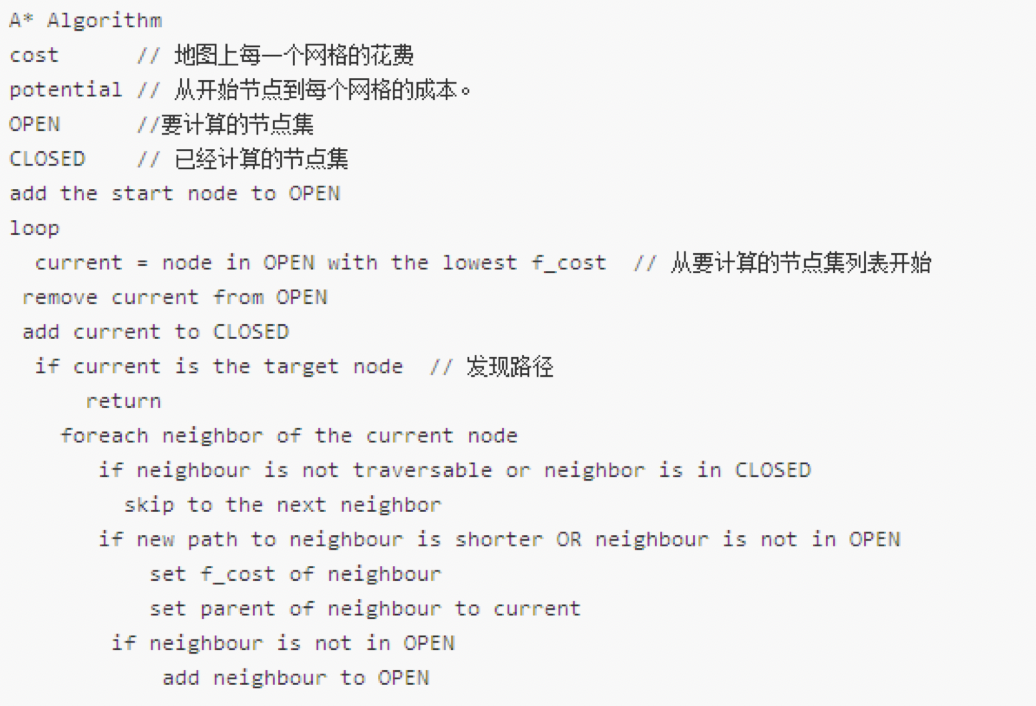 A* Algorithm
cost      // 地图上每一个网格的花费
potential // 从开始节点到每个网格的成本。
OPEN      //要计算的节点集
CLOSED    // 已经计算的节点集
add the start node to OPEN
loop
  current = node in OPEN with the lowest f_cost  // 从要计算的节点集列表开始
 remove current from OPEN
 add current to CLOSED
  if current is the target node  // 发现路径
      return
    foreach neighbor of the current node
       if neighbour is not traversable or neighbor is in CLOSED
         skip to the next neighbor
       if new path to neighbour is shorter OR neighbour is not in OPEN
           set f_cost of neighbour
           set parent of neighbour to current
        if neighbour is not in OPEN
            add neighbour to OPEN